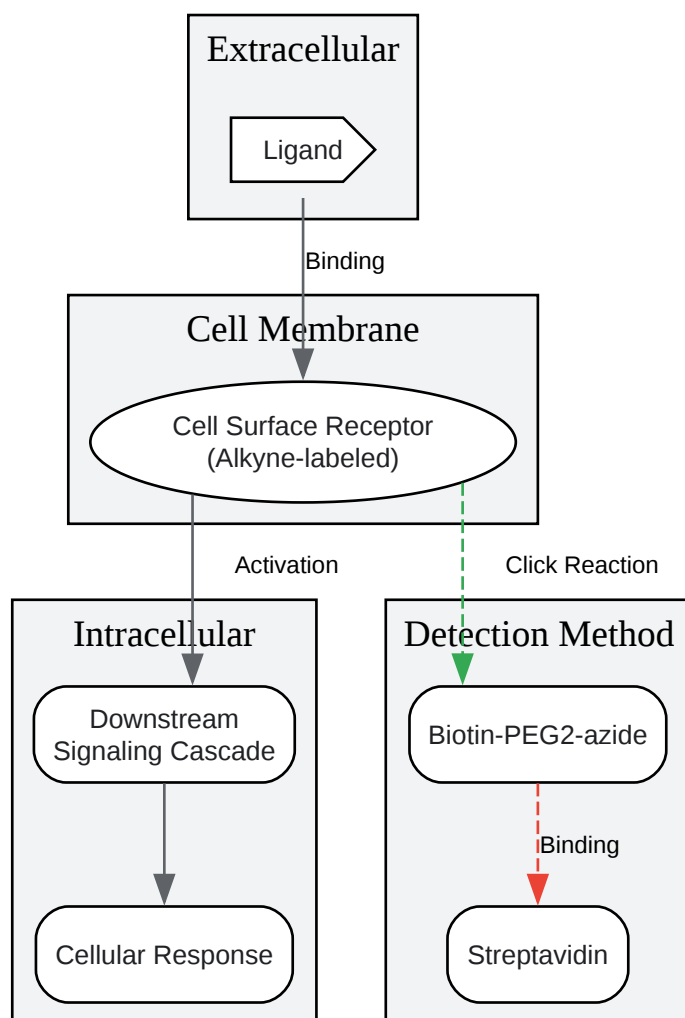 Extracellular
Ligand
Binding
Cell Membrane
Cell Surface Receptor
(Alkyne-labeled)
Activation
Click Reaction
Intracellular
Detection Method
Downstream
Signaling Cascade
Biotin-PEG2-azide
Binding
Cellular Response
Streptavidin